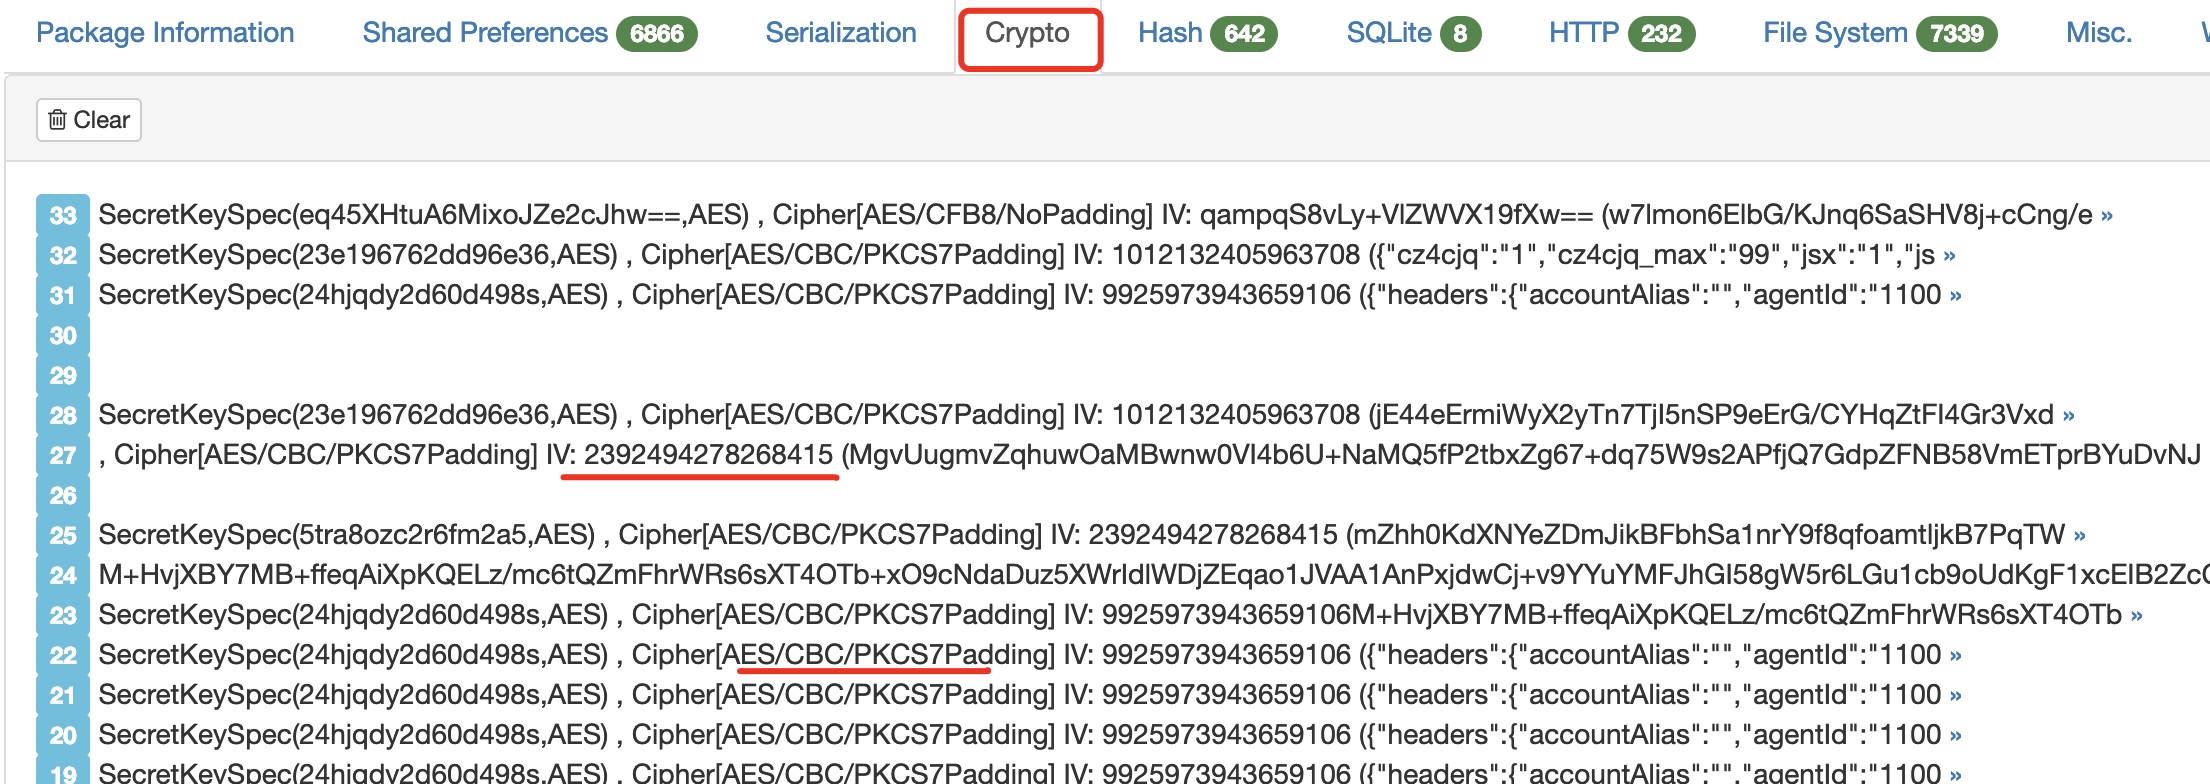 Package Information Shared Preferences 6866 Serialization Crypto Hash 642 SQLite 8 HTTP 232 File System 7339 Misc.
Clear
33 SecretKeySpec(eq45XHtuA6MixoJZe2cJhw==,AES) , Cipher[AES/CFB8/NoPadding] IV: qampqS8vLy+VlZWVX19fXw== (w7lmon6ElbG/KJnq6SaSHV8j+cCng/e »
32 SecretKeySpec(23e196762dd96e36,AES) , Cipher[AES/CBC/PKCS7Padding] IV: 1012132405963708 ({"cz4cjq":"1","cz4cjq_max":"99","jsx":"1","js »
31 SecretKeySpec(24hjqdy2d60d498s,AES) , Cipher[AES/CBC/PKCS7Padding] IV: 9925973943659106 ({"headers":{"accountAlias":"","agentId":"1100 »
30
29
28 SecretKeySpec(23e196762dd96e36,AES) , Cipher[AES/CBC/PKCS7Padding] IV: 1012132405963708 (jE44eErmiWyX2yTn7TjI5nSP9eErG/CYHqZtFI4Gr3Vxd »
27 , Cipher[AES/CBC/PKCS7Padding] IV: 2392494278268415 (MgvUugmvZqhuwOaMBwnw0VI4b6U+NaMQ5fP2tbxZg67+dq75W9s2APfjQ7GdpZFNB58VmETprBYuDvNJ
26
25 SecretKeySpec(5tra8ozc2r6fm2a5,AES) , Cipher[AES/CBC/PKCS7Padding] IV: 2392494278268415 (mZhh0KdXNYeZDmJikBFbhSa1nrY9f8qfoamtljkB7PqTW »
24 M+HvjXBY7MB+ffeqAiXpKQELz/mc6tQZmFhrWRs6sXT4OTb+xO9cNdaDuz5XWrIdlWDjZEqao1JVAA1AnPxjdwCj+v9YYuYMFJhGI58gW5r6LGu1cb9oUdKgF1xcEIB2Zc
23 SecretKeySpec(24hjqdy2d60d498s,AES) , Cipher[AES/CBC/PKCS7Padding] IV: 9925973943659106M+HvjXBY7MB+ffeqAiXpKQELz/mc6tQZmFhrWRs6sXT4OTb »
22 SecretKeySpec(24hjqdy2d60d498s,AES) , Cipher[AES/CBC/PKCS7Padding] IV: 9925973943659106 ({"headers":{"accountAlias":"","agentId":"1100 »
21 SecretKeySpec(24hjqdy2d60d498s,AES) , Cipher[AES/CBC/PKCS7Padding] IV: 9925973943659106 ({"headers":{"accountAlias":"","agentId":"1100 »
20 SecretKeySpec(24hjqdy2d60d498s,AES) , Cipher[AES/CBC/PKCS7Padding] IV: 9925973943659106 ({"headers":{"accountAlias":"","agentId":"1100 »
19 SecretKeySpec(24hjqdy2d60d498s,AES) , Cipher[AES/CBC/PKCS7Padding] IV: 9925973943659106 ({"headers":{"accountAlias":"","agentId":"1100 »